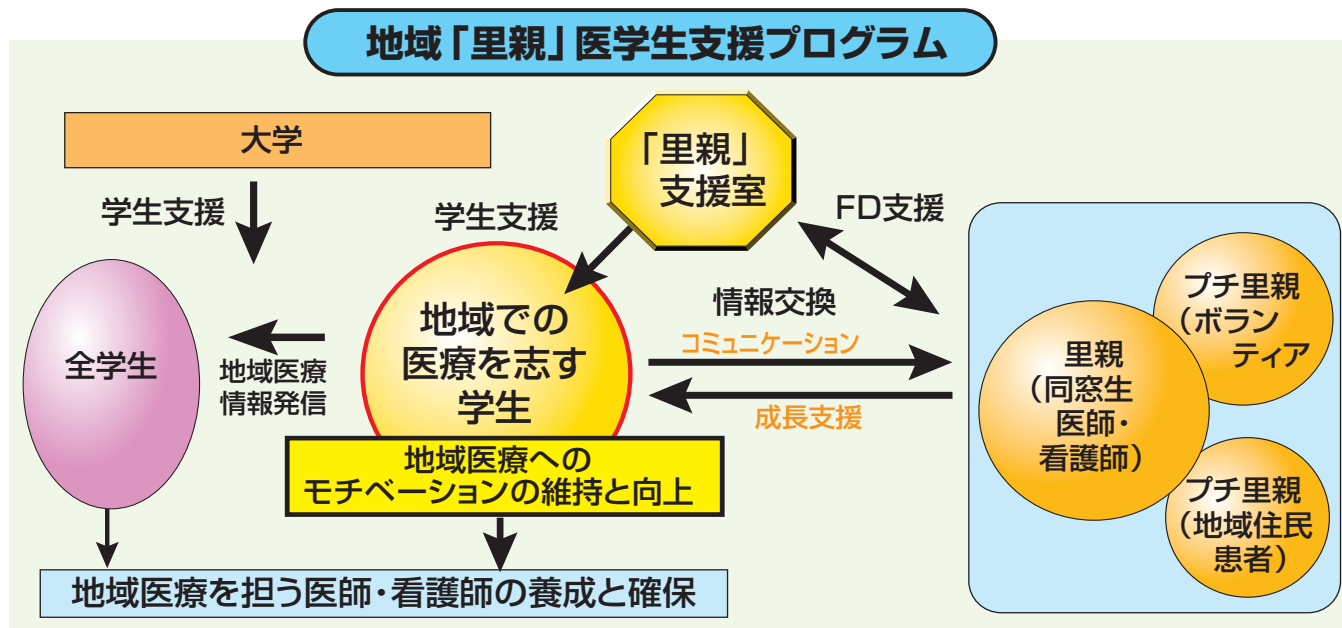 地域「里親」医学生支援プログラム
大学
「里親」
支援室
学生支援
学生支援
FD支援
全学生
地域医療
情報発信
地域での
医療を志す
学生
情報交換
コミュニケーション
成長支援
里親
(同窓生
医師・
看護師)
プチ里親
(ボラン
ティア)
プチ里親
(地域住民
患者)
地域医療への
モチベーションの維持と向上
地域医療を担う医師・看護師の養成と確保